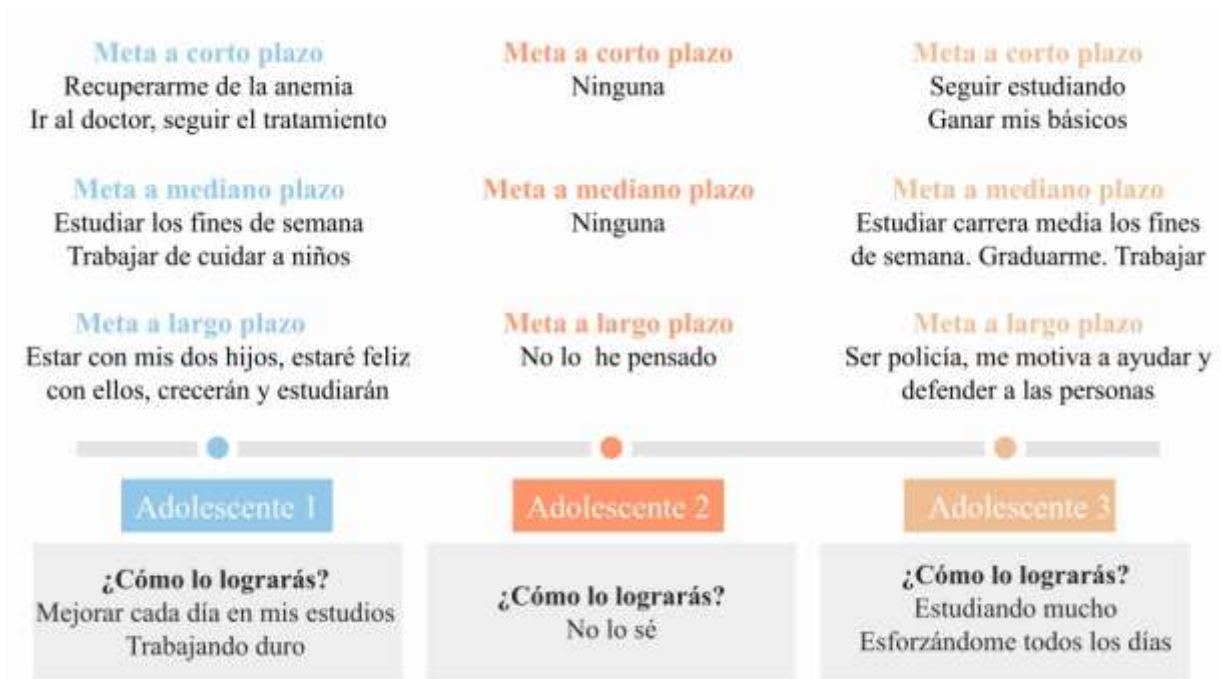 Meta a corto plazo
Recuperarme de la anemia
Ir al doctor, seguir el tratamiento
Meta a mediano plazo
Estudiar los fines de semana
Trabajar de cuidar a niños
Meta a largo plazo
Estar con mis dos hijos, estaré feliz
con ellos, crecerán y estudiarán
Adolescente 1
¿Cómo lo lograrás?
Mejorar cada día en mis estudios
Trabajando duro
Meta a corto plazo
Ninguna
Meta a mediano plazo
Ninguna
Meta a largo plazo
No lo he pensado
Adolescente 2
¿Cómo lo lograrás?
No lo sé
Meta a corto plazo
Seguir estudiando
Ganar mis básicos
Meta a mediano plazo
Estudiar carrera media los fines
de semana. Graduarme. Trabajar
Meta a largo plazo
Ser policía, me motiva a ayudar y
defender a las personas
Adolescente 3
¿Cómo lo lograrás?
Estudiando mucho
Esforzándome todos los días